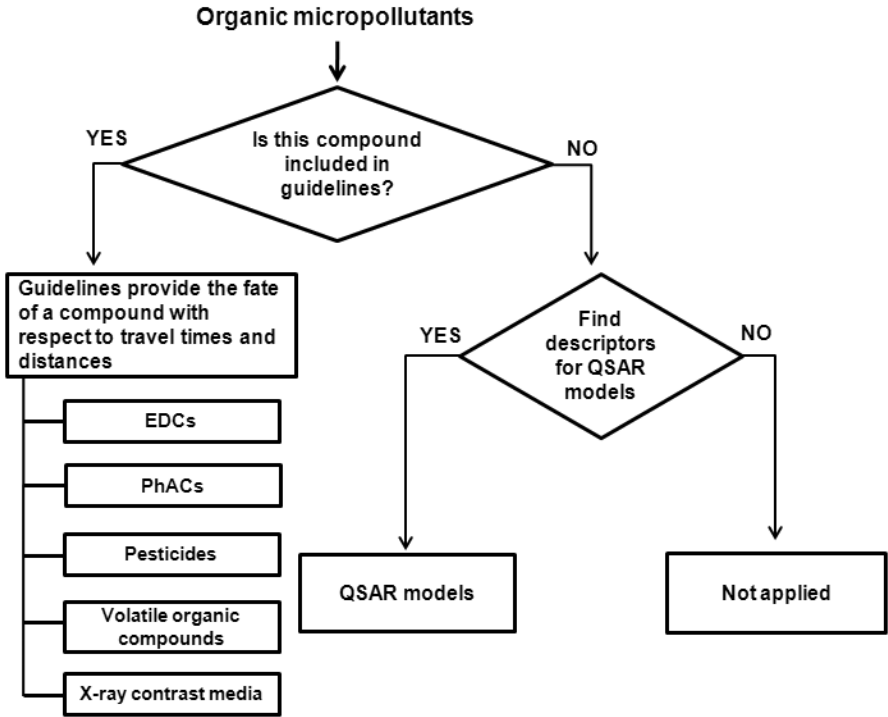 Organic micropollutants
Is this compound
included in
guidelines?
YES
NO
Guidelines provide the fate
of a compound with
respect to travel times and
distances
Find
descriptors
for QSAR
models
YES
NO
EDCs
PhACs
Pesticides
Volatile organic
compounds
X-ray contrast media
QSAR models
Not applied